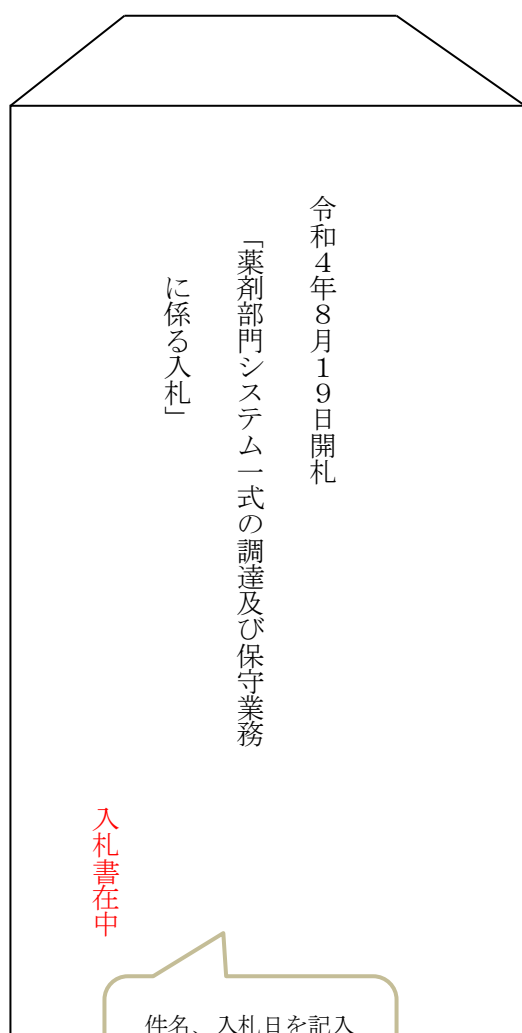 令和４年８月１９日開札
「薬剤部門システム一式の調達及び保守業務
に係る入札」
入札書在中
件名、入札日を記入